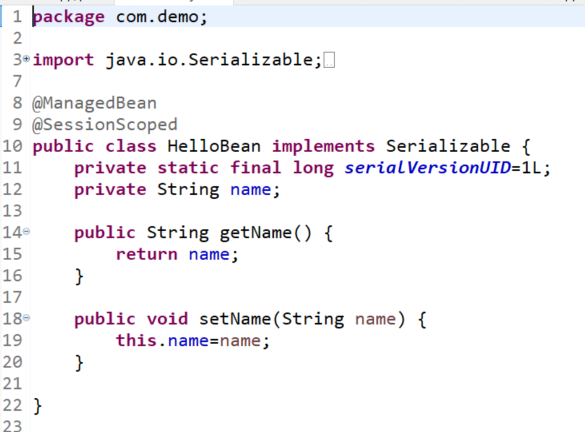 1 package com.demo;
2
3 import java.io.Serializable;
7
8 @ManagedBean
9 @SessionScoped
10 public class HelloBean implements Serializable {
11     private static final long serialVersionUID=1L;
12     private String name;
13
14     public String getName() {
15         return name;
16     }
17
18     public void setName(String name) {
19         this.name=name;
20     }
21
22 }
23